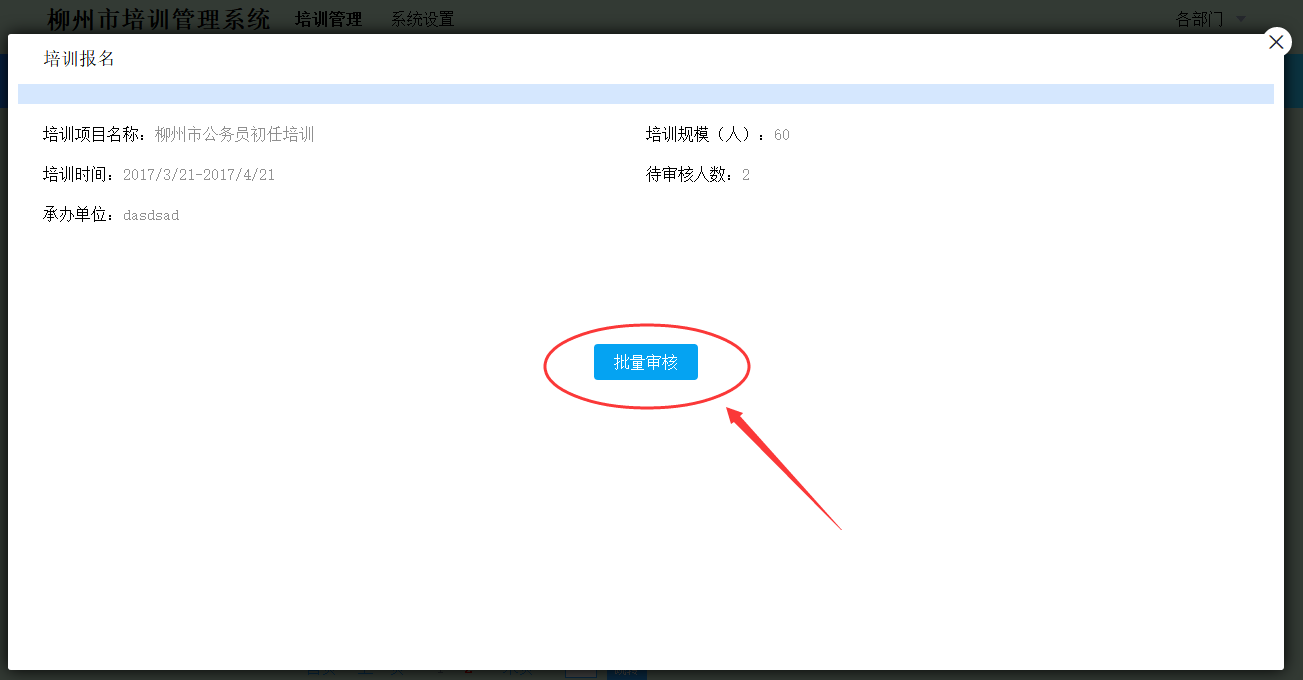 柳州市培训管理系统 培训管理 系统设置 各部门
培训报名
培训项目名称：柳州市公务员初任培训 培训规模（人）：60
培训时间：2017/3/21-2017/4/21 待审核人数：2
承办单位：dasdsad
批量审核